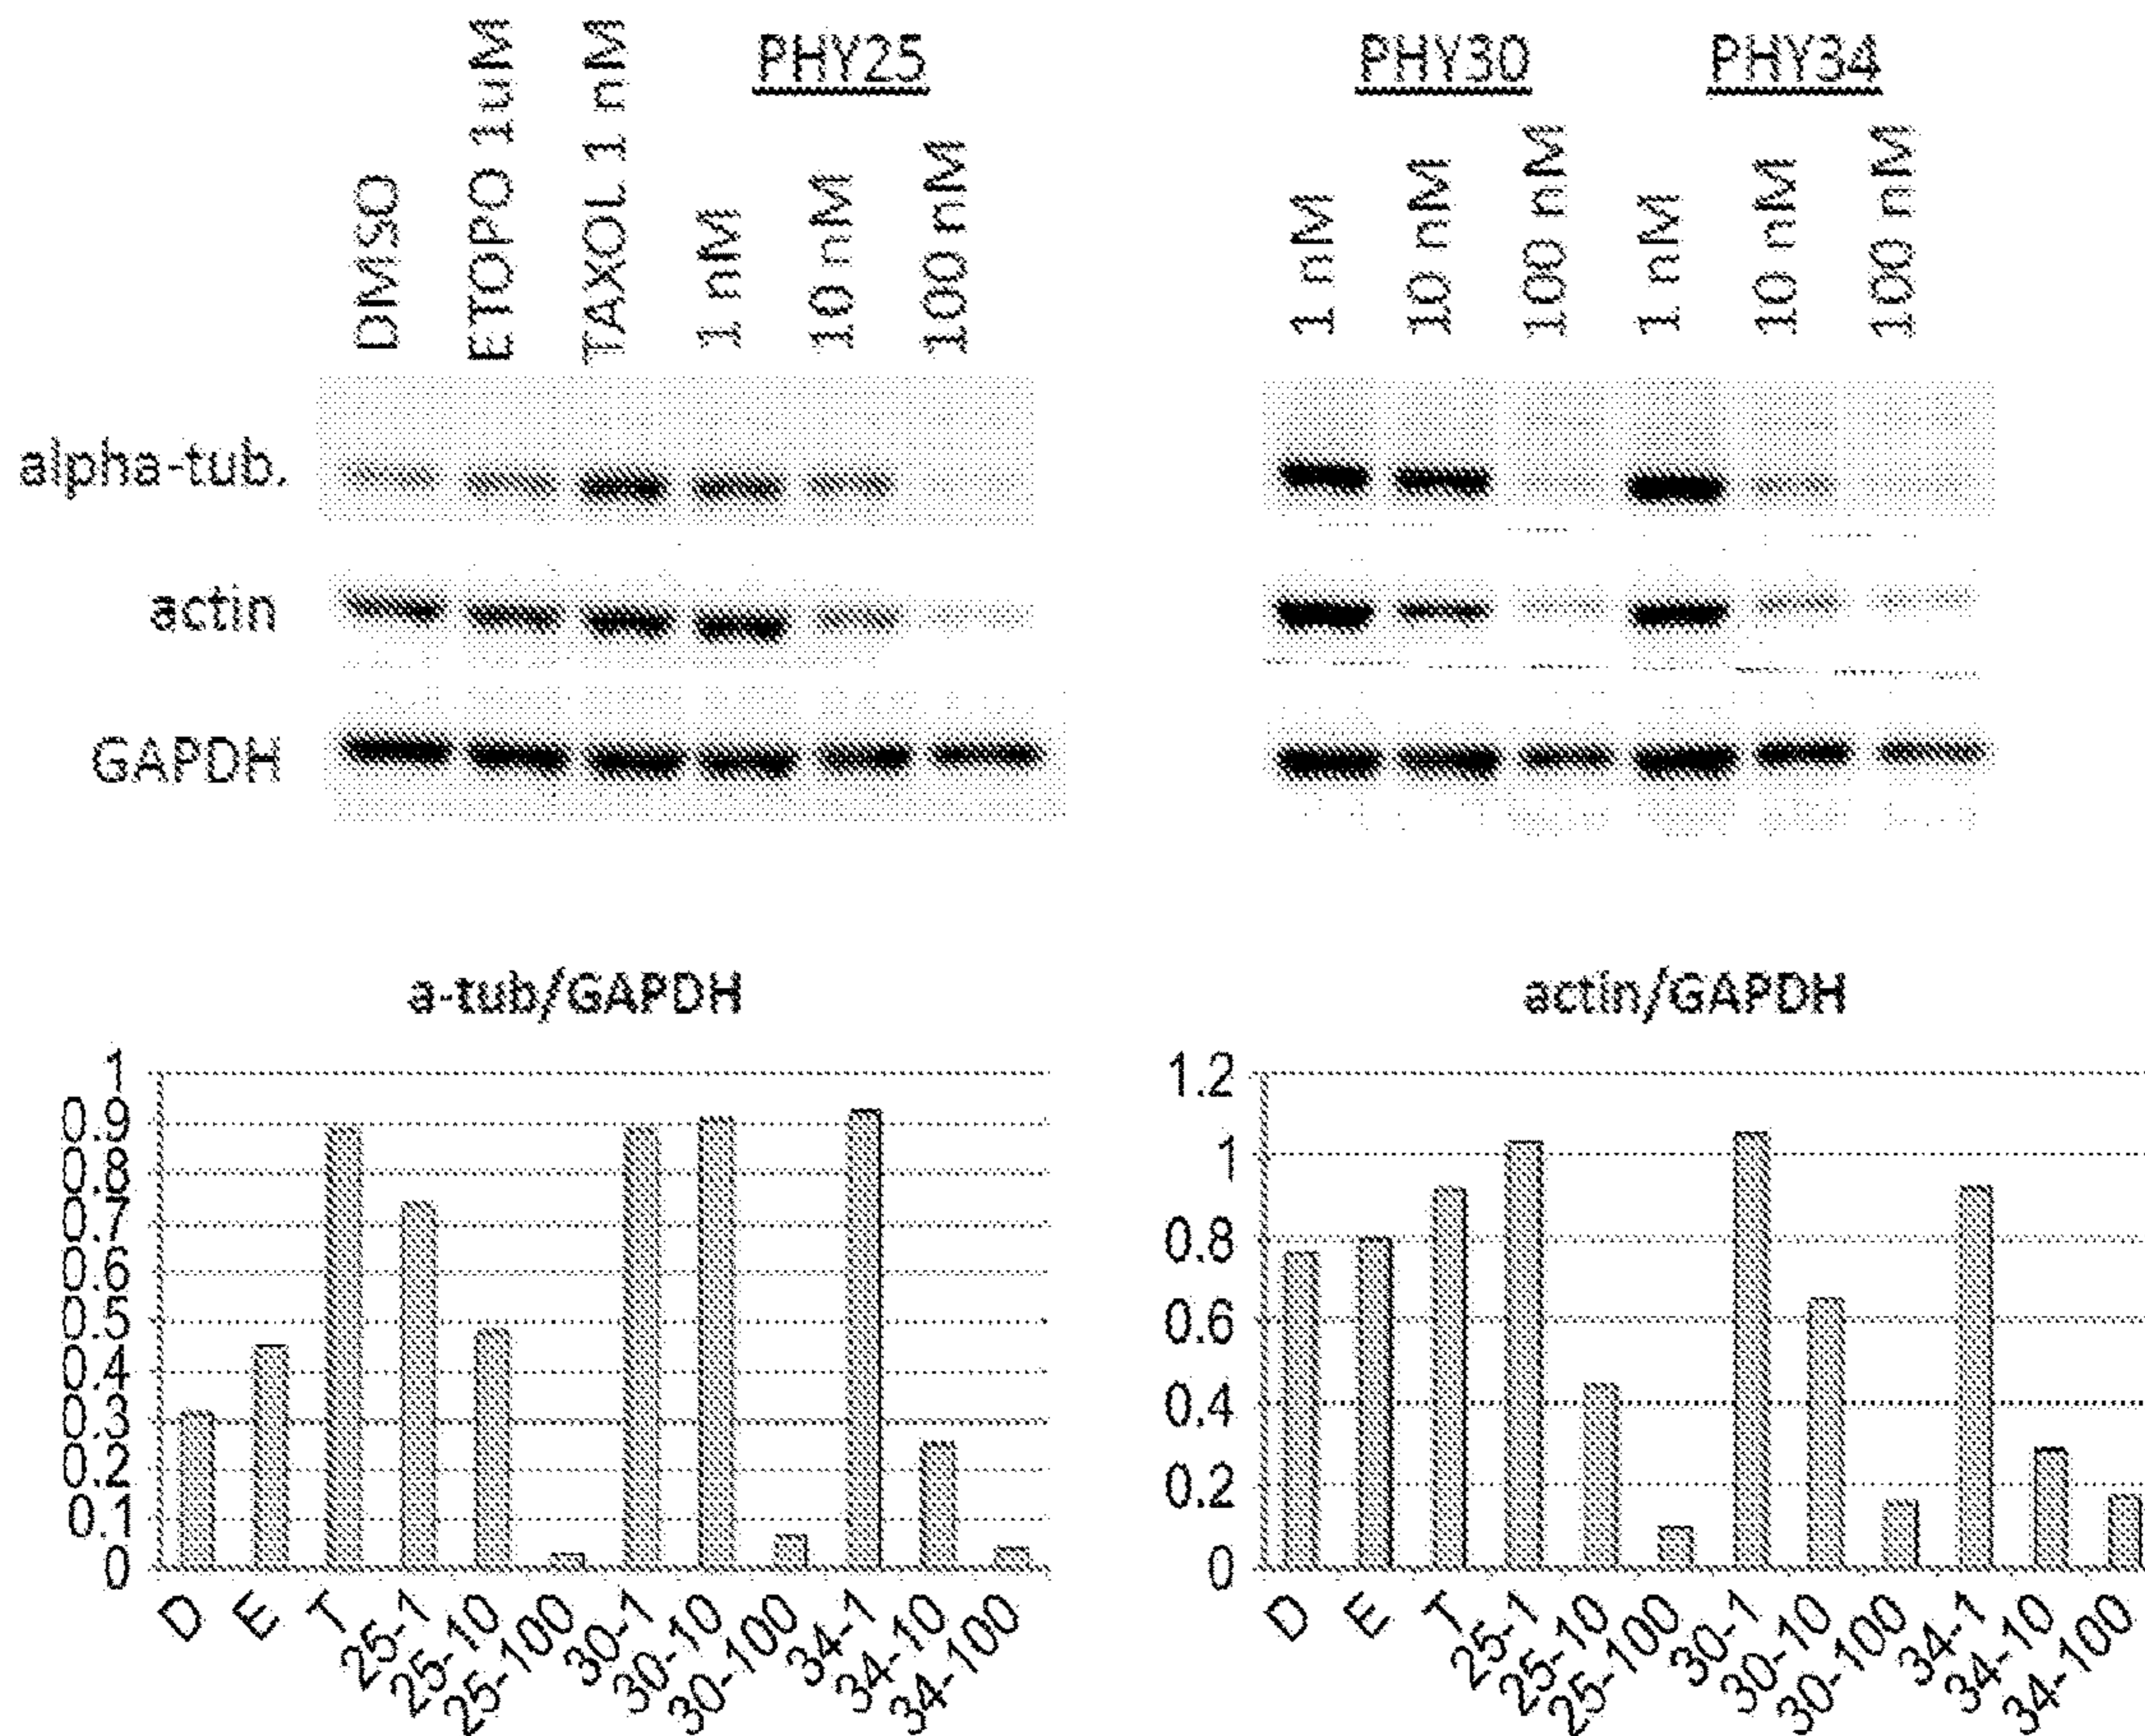 PHY25
PHY30
PHY34
DMSO
ETOPO 1uM
TAXOL 1 nM
1 nM
10 nM
100 nM
1 nM
10 nM
100 nM
1 nM
10 nM
100 nM
alpha-tub.
actin
GAPDH
a-tub/GAPDH
1
0.9
0.8
0.7
0.6
0.5
0.4
0.3
0.2
0.1
0
D
E
T
25-1
25-10
25-100
30-1
30-10
30-100
34-1
34-10
34-100
actin/GAPDH
1.2
1
0.8
0.6
0.4
0.2
0
D
E
T
25-1
25-10
25-100
30-1
30-10
30-100
34-1
34-10
34-100